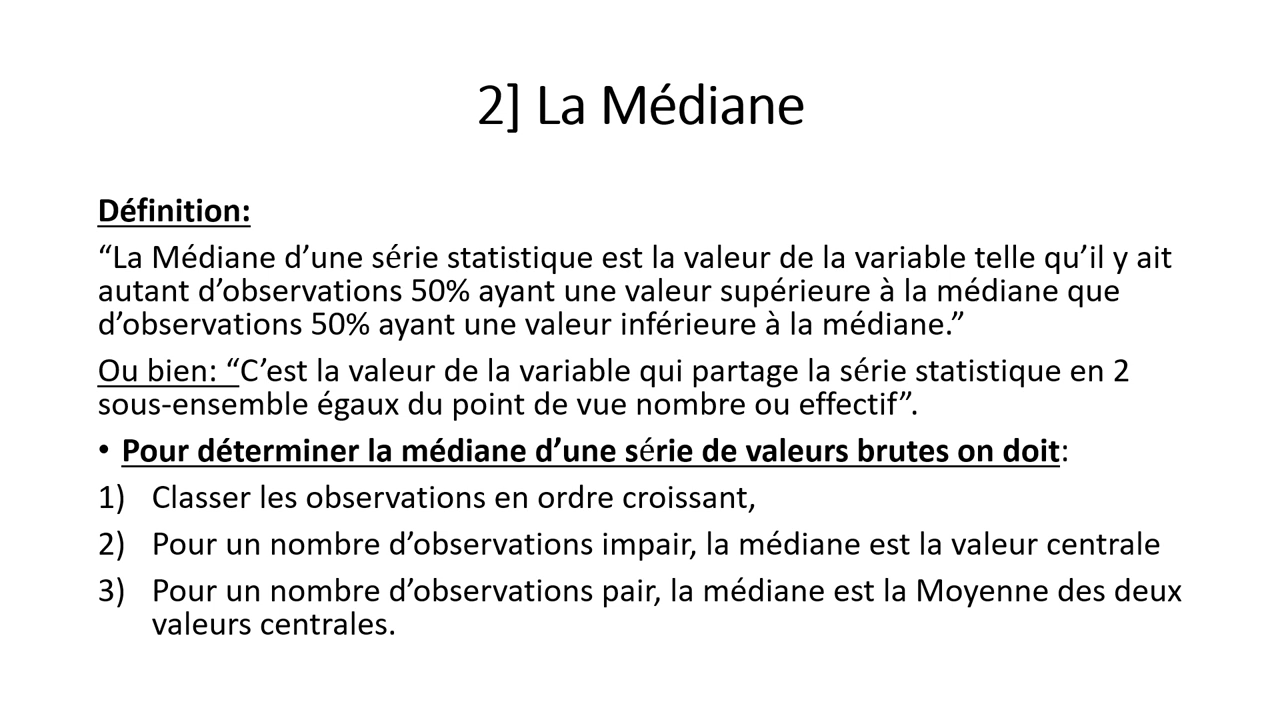 2] La Médiane
Définition:
“La Médiane d’une série statistique est la valeur de la variable telle qu’il y ait
autant d’observations 50% ayant une valeur supérieure à la médiane que
d’observations 50% ayant une valeur inférieure à la médiane.”
Ou bien: “C’est la valeur de la variable qui partage la série statistique en 2
sous-ensemble égaux du point de vue nombre ou effectif”.
• Pour déterminer la médiane d’une série de valeurs brutes on doit:
1) Classer les observations en ordre croissant,
2) Pour un nombre d’observations impair, la médiane est la valeur centrale
3) Pour un nombre d’observations pair, la médiane est la Moyenne des deux
valeurs centrales.